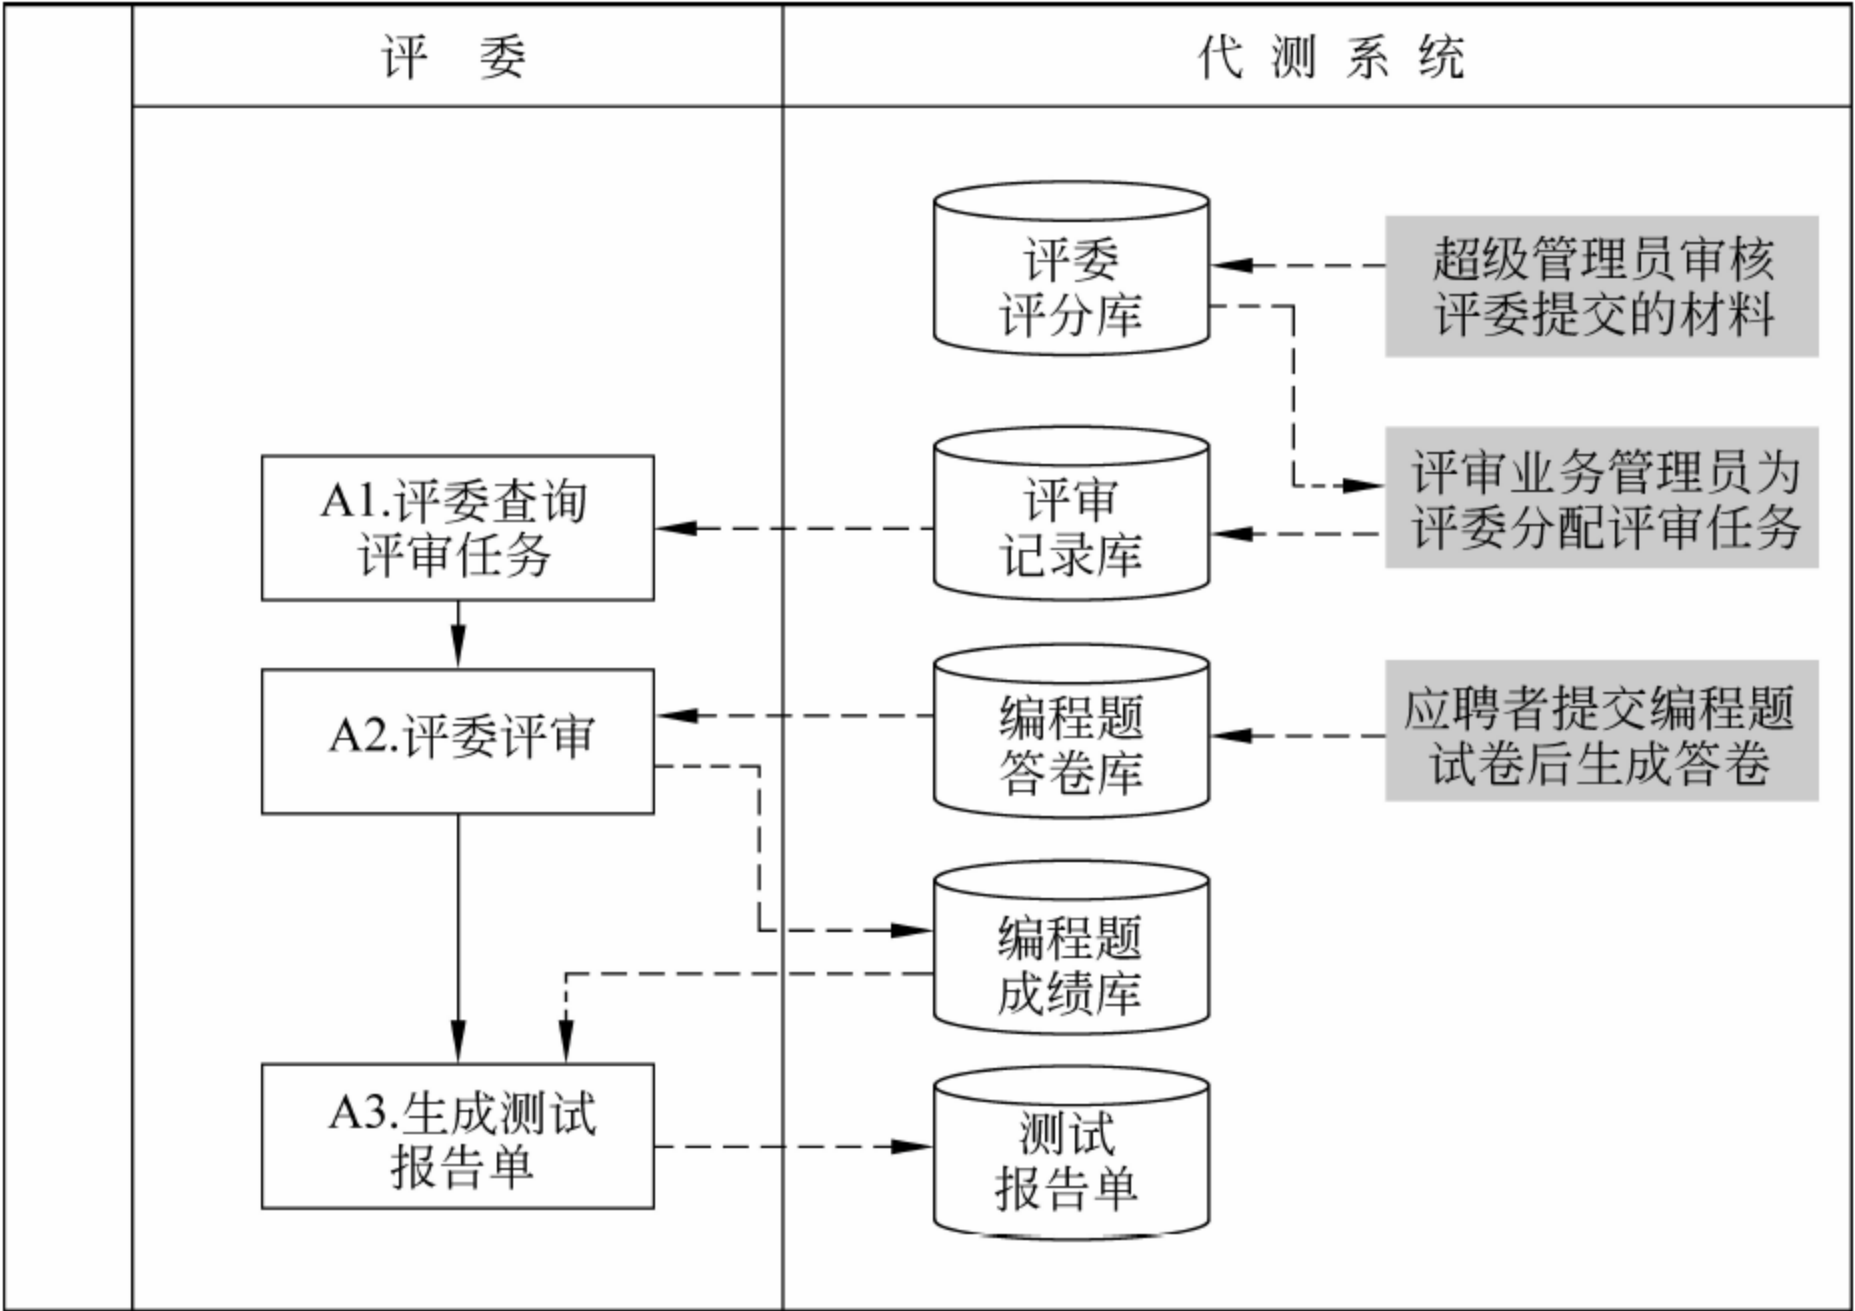 评 委
代 测 系 统
评委
评分库
超级管理员审核
评委提交的材料
A1.评委查询
评审任务
评审
记录库
评审业务管理员为
评委分配评审任务
A2.评委评审
编程题
答卷库
应聘者提交编程题
试卷后生成答卷
编程题
成绩库
A3.生成测试
报告单
测试
报告单